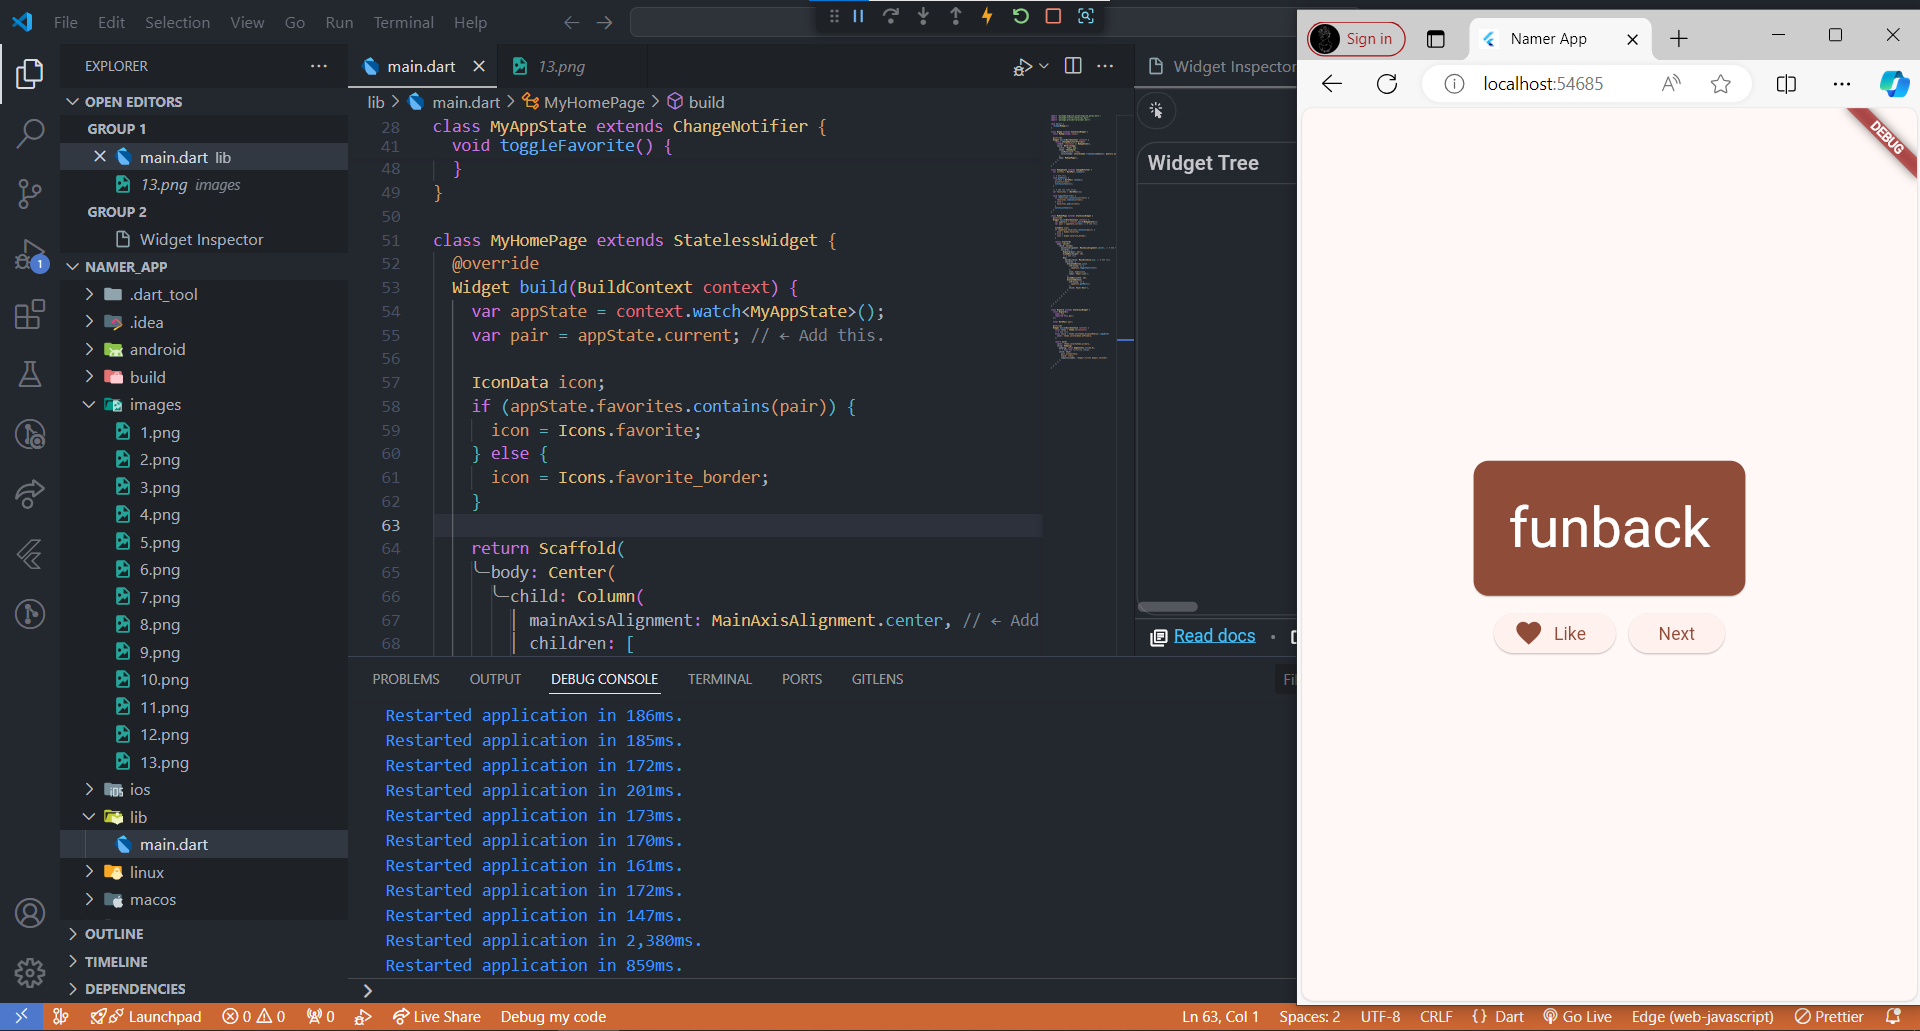 File Edit Selection View Go Run Terminal Help
EXPLORER
OPEN EDITORS
GROUP 1
main.dart lib
13.png images
GROUP 2
Widget Inspector
NAMER_APP
.dart_tool
.idea
android
build
images
1.png
2.png
3.png
4.png
5.png
6.png
7.png
8.png
9.png
10.png
11.png
12.png
13.png
ios
lib
main.dart
linux
macos
OUTLINE
TIMELINE
DEPENDENCIES
1
main.dart 13.png
lib > main.dart > MyHomePage > build
28 class MyAppState extends ChangeNotifier {
41 void toggleFavorite() {
48 }
49 }
50
51 class MyHomePage extends StatelessWidget {
52 @override
53 Widget build(BuildContext context) {
54 var appState = context.watch<MyAppState>();
55 var pair = appState.current; // ← Add this.
56
57 IconData icon;
58 if (appState.favorites.contains(pair)) {
59 icon = Icons.favorite;
60 } else {
61 icon = Icons.favorite_border;
62 }
63
64 return Scaffold(
65 body: Center(
66 child: Column(
67 mainAxisAlignment: MainAxisAlignment.center, // ← Add
68 children: [
Widget Inspector
Widget Tree
Read docs
PROBLEMS OUTPUT DEBUG CONSOLE TERMINAL PORTS GITLENS
Restarted application in 186ms.
Restarted application in 185ms.
Restarted application in 172ms.
Restarted application in 201ms.
Restarted application in 173ms.
Restarted application in 170ms.
Restarted application in 161ms.
Restarted application in 172ms.
Restarted application in 147ms.
Restarted application in 2,380ms.
Restarted application in 859ms.
Launchpad 0 0 0 Live Share Debug my code Ln 63, Col 1 Spaces: 2 UTF-8 CRLF {} Dart Go Live Edge (web-javascript) Prettier
Sign in Namer App
localhost:54685
DEBUG
funback
Like Next